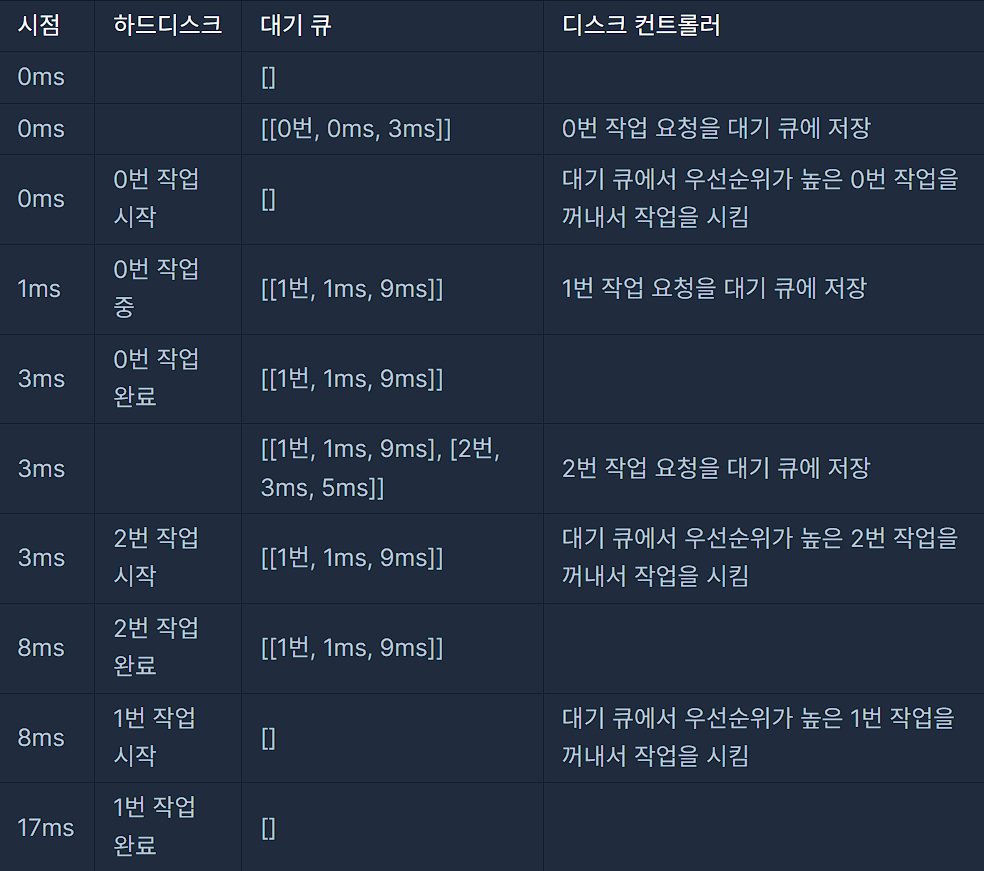 시점 하드디스크 대기 큐 디스크 컨트롤러
0ms []
0ms [[0번, 0ms, 3ms]] 0번 작업 요청을 대기 큐에 저장
0ms 0번 작업 시작 [] 대기 큐에서 우선순위가 높은 0번 작업을 꺼내서 작업을 시킴
1ms 0번 작업 중 [[1번, 1ms, 9ms]] 1번 작업 요청을 대기 큐에 저장
3ms 0번 작업 완료 [[1번, 1ms, 9ms]]
3ms [[1번, 1ms, 9ms], [2번, 3ms, 5ms]] 2번 작업 요청을 대기 큐에 저장
3ms 2번 작업 시작 [[1번, 1ms, 9ms]] 대기 큐에서 우선순위가 높은 2번 작업을 꺼내서 작업을 시킴
8ms 2번 작업 완료 [[1번, 1ms, 9ms]]
8ms 1번 작업 시작 [] 대기 큐에서 우선순위가 높은 1번 작업을 꺼내서 작업을 시킴
17ms 1번 작업 완료 []